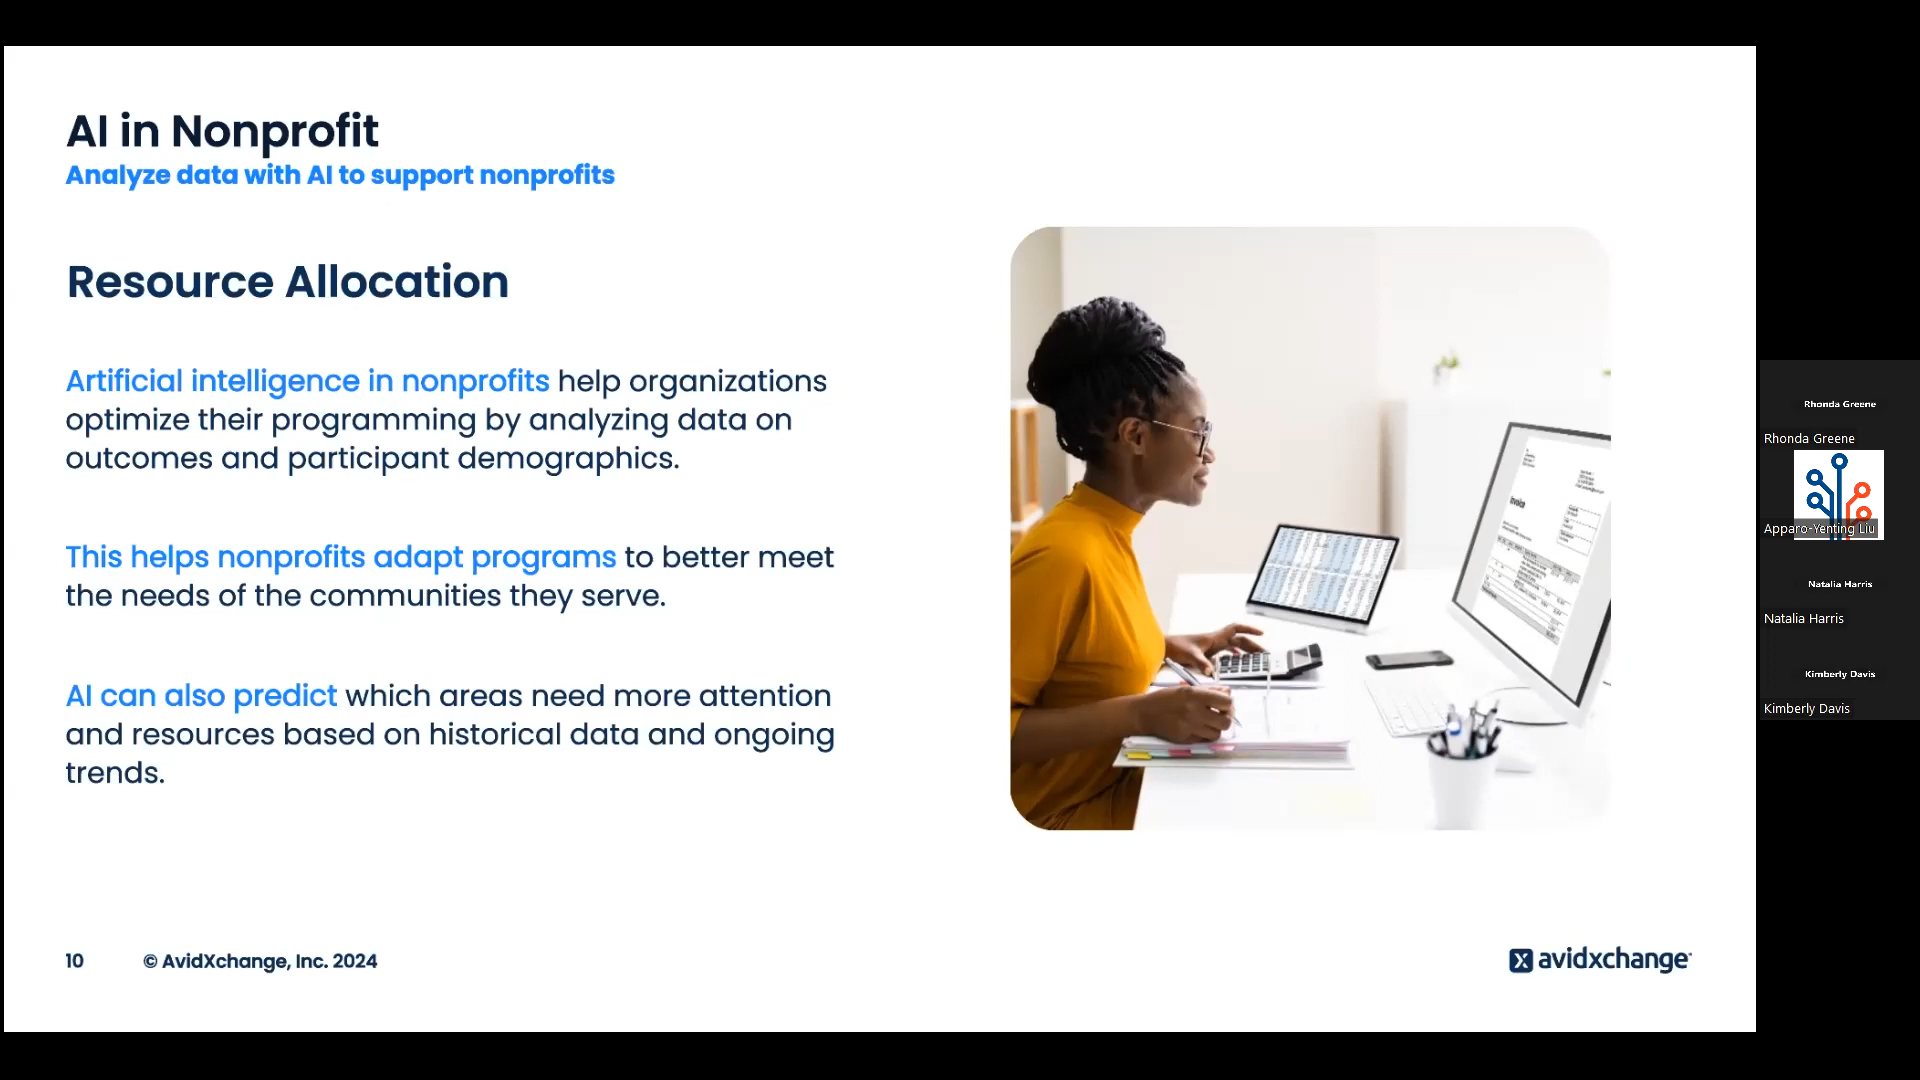 AI in Nonprofit
Analyze data with AI to support nonprofits
Resource Allocation
Artificial intelligence in nonprofits help organizations
optimize their programming by analyzing data on
outcomes and participant demographics.
This helps nonprofits adapt programs to better meet
the needs of the communities they serve.
AI can also predict which areas need more attention
and resources based on historical data and ongoing
trends.
Invoice
10
© AvidXchange, Inc. 2024
avidxchange
Rhonda Greene
Rhonda Greene
Apparo-Yenting Liu
Natalia Harris
Natalia Harris
Kimberly Davis
Kimberly Davis